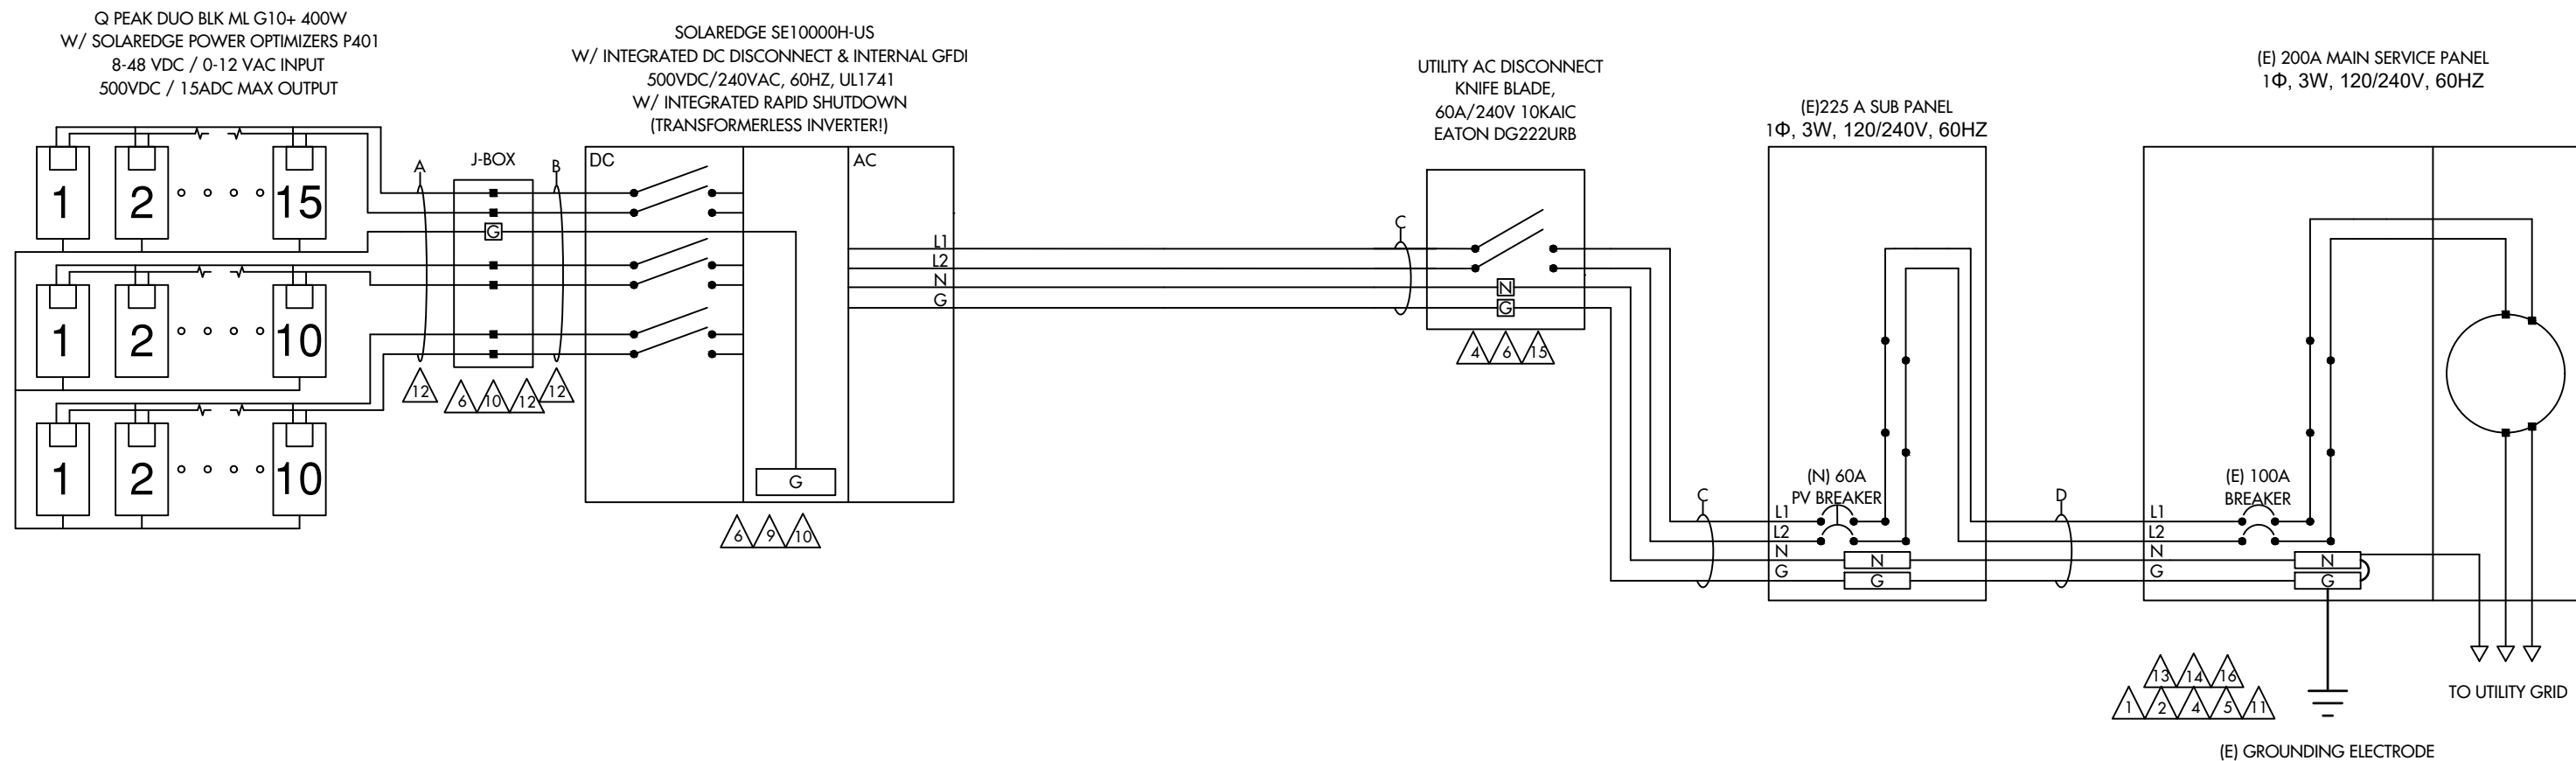 Q PEAK DUO BLK ML G10+ 400W
W/ SOLAREDGE POWER OPTIMIZERS P401
8-48 VDC / 0-12 VAC INPUT
500VDC / 15ADC MAX OUTPUT
SOLAREDGE SE10000H-US
W/ INTEGRATED DC DISCONNECT & INTERNAL GFDI
500VDC/240VAC, 60HZ, UL1741
W/ INTEGRATED RAPID SHUTDOWN
(TRANSFORMERLESS INVERTER!)
UTILITY AC DISCONNECT
KNIFE BLADE,
60A/240V 10KAIC
EATON DG222URB
(E)225 A SUB PANEL
1Φ, 3W, 120/240V, 60HZ
(E) 200A MAIN SERVICE PANEL
1Φ, 3W, 120/240V, 60HZ
1 2 15
1 2 10
1 2 10
A
J-BOX
B
G
12
6 10 12
12
DC
AC
G
6 9 10
L1
L2
N
G
C
N
G
4 6 15
C
(N) 60A
PV BREAKER
L1
L2
N
G
N
G
D
(E) 100A
BREAKER
L1
L2
N
G
N
G
13 14 16
1 2 4 5 11
TO UTILITY GRID
(E) GROUNDING ELECTRODE